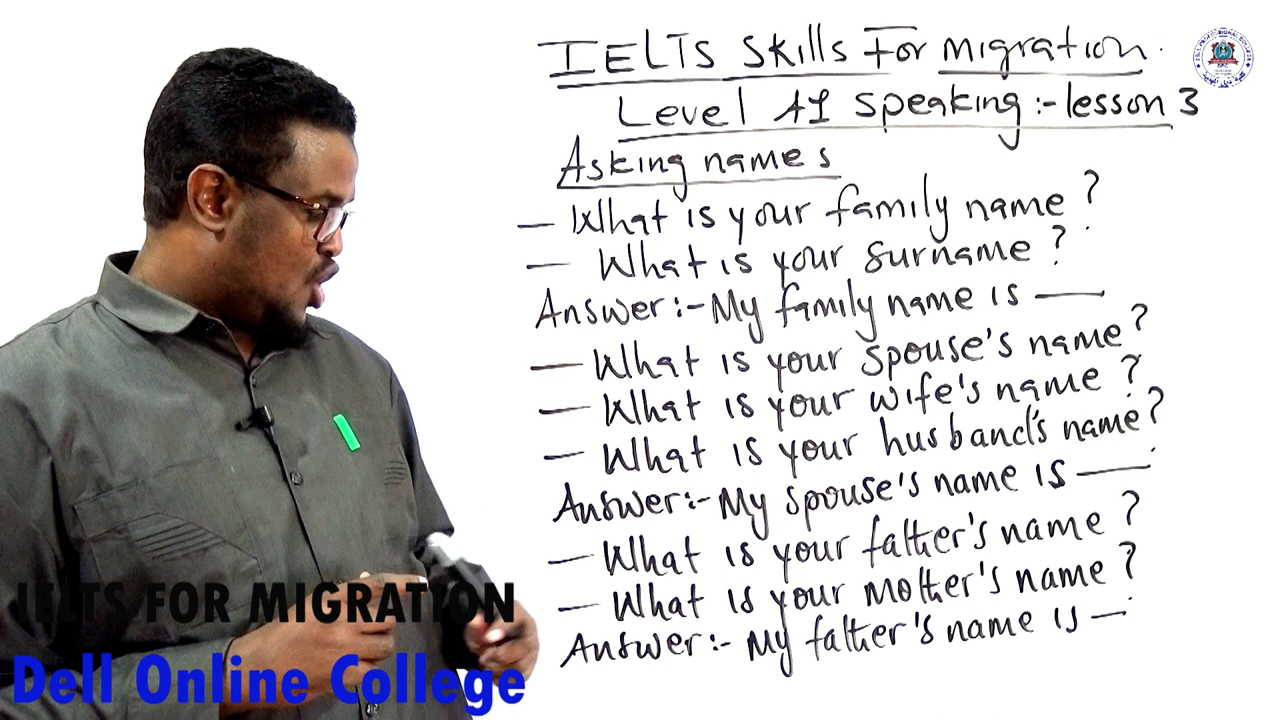 IELTS Skills For migration.
Level A1 speaking:- lesson 3
Asking names
— What is your family name?
— What is your surname?
Answer:- My family name is —
— What is your spouse's name?
— What is your wife's name?
— What is your husband's name?
Answer:- My spouse's name is —
— What is your father's name?
— What is your mother's name?
Answer:- My father's name is —
IELTS FOR MIGRATION
Dell Online College